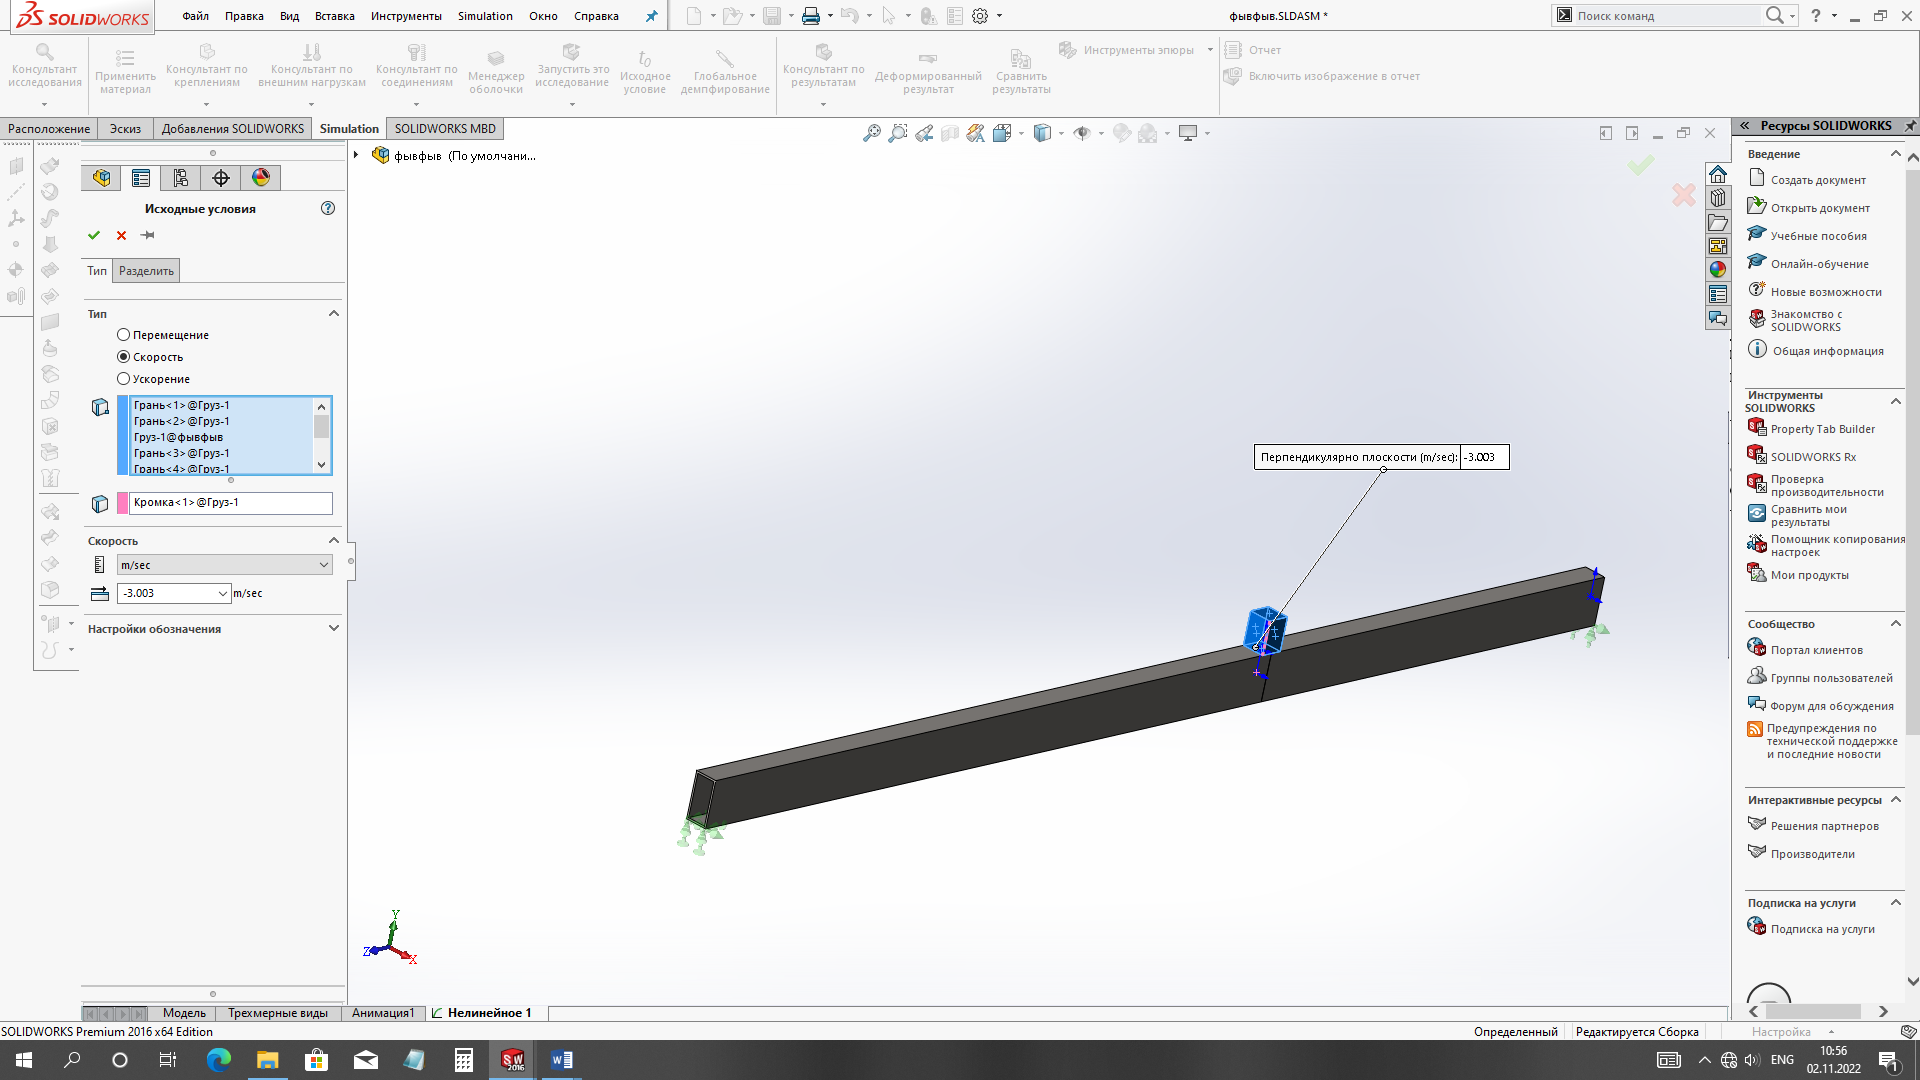 SOLIDWORKS
Файл Правка Вид Вставка Инструменты Simulation Окно Справка
фывфыв.SLDASM *
Поиск команд
Консультант исследования
Применить материал
Консультант по креплениям
Консультант по внешним нагрузкам
Консультант по соединениям
Менеджер оболочки
Запустить это исследование
Исходное условие
Глобальное демпфирование
Консультант по результатам
Деформированный результат
Сравнить результаты
Инструменты эпюры
Отчет
Включить изображение в отчет
Расположение Эскиз Добавления SOLIDWORKS Simulation SOLIDWORKS MBD
фывфыв (По умолчани...
Исходные условия
Тип Разделить
Тип
Перемещение
Скорость
Ускорение
Грань<1>@Груз-1
Грань<2>@Груз-1
Груз-1@фывфыв
Грань<3>@Груз-1
Грань<4>@Груз-1
Кромка<1>@Груз-1
Скорость
m/sec
-3.003 m/sec
Настройки обозначения
Перпендикулярно плоскости (m/sec): -3.003
Y
Z
X
Ресурсы SOLIDWORKS
Введение
Создать документ
Открыть документ
Учебные пособия
Онлайн-обучение
Новые возможности
Знакомство с
SOLIDWORKS
Общая информация
Инструменты
SOLIDWORKS
Property Tab Builder
SOLIDWORKS Rx
Проверка
производительности
Сравнить мои
результаты
Помощник копирования
настроек
Мои продукты
Сообщество
Портал клиентов
Группы пользователей
Форум для обсуждения
Предупреждения по
технической поддержке
и последние новости
Интерактивные ресурсы
Решения партнеров
Производители
Подписка на услуги
Подписка на услуги
Модель Трехмерные виды Анимация1 Нелинейное 1
SOLIDWORKS Premium 2016 x64 Edition
Определенный Редактируется Сборка Настройка
ENG
10:56
02.11.2022
1